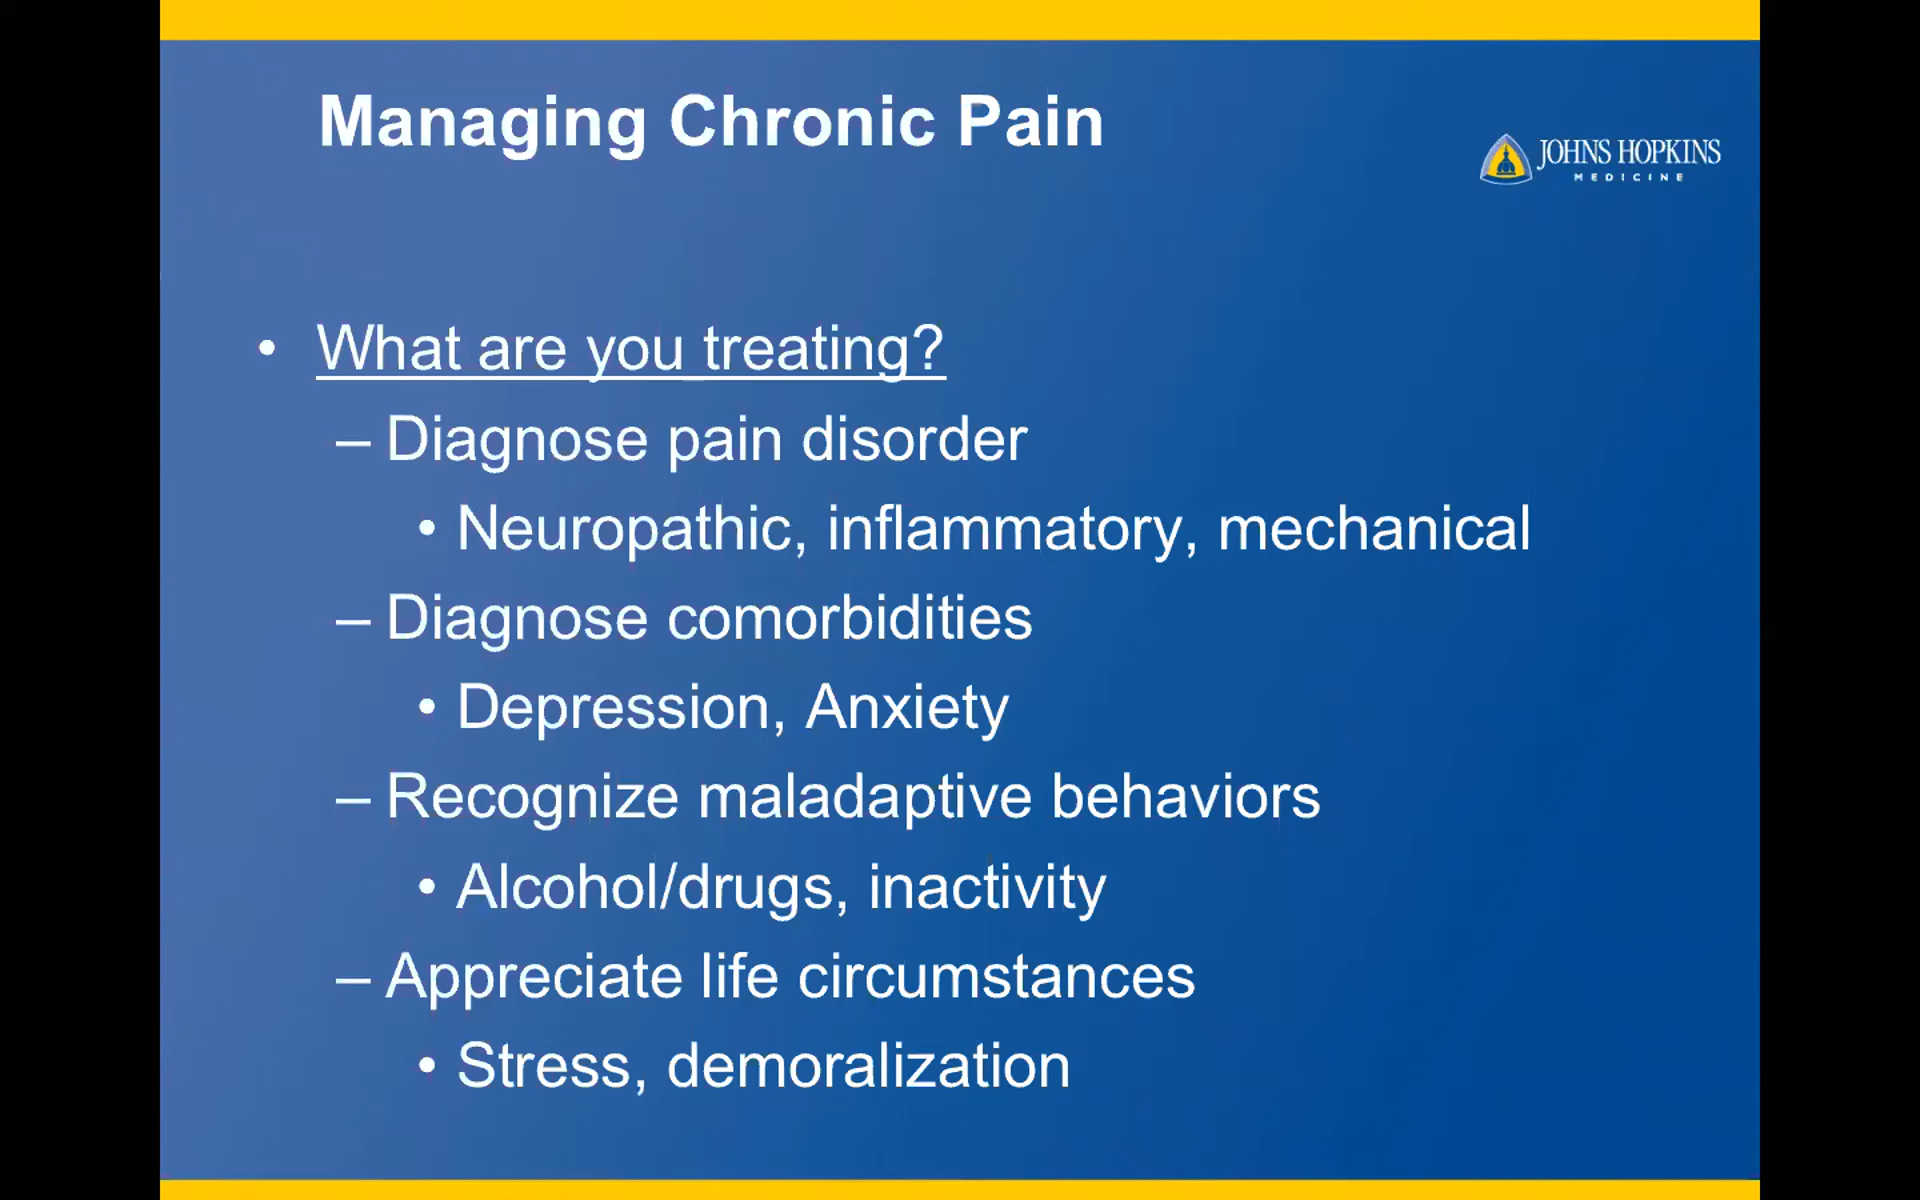 Managing Chronic Pain
JOHNS HOPKINS
MEDICINE
• What are you treating?
– Diagnose pain disorder
• Neuropathic, inflammatory, mechanical
– Diagnose comorbidities
• Depression, Anxiety
– Recognize maladaptive behaviors
• Alcohol/drugs, inactivity
– Appreciate life circumstances
• Stress, demoralization